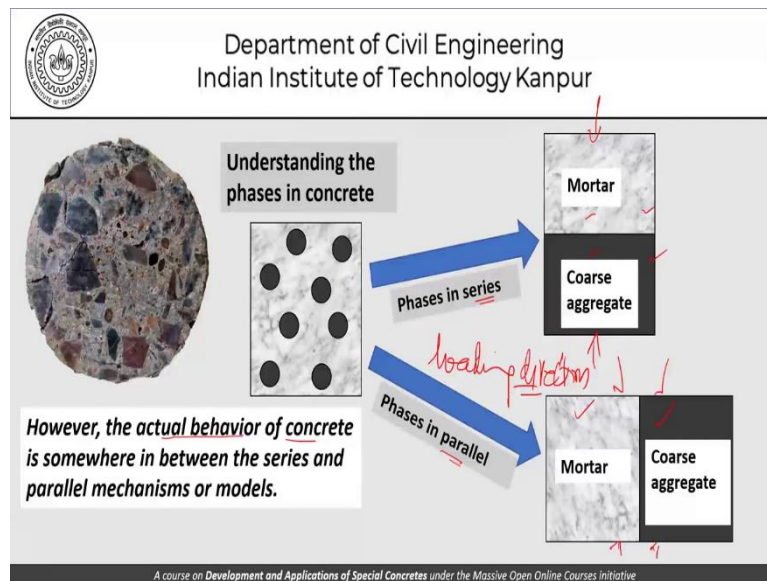 Department of Civil Engineering
Indian Institute of Technology Kanpur
Understanding the
phases in concrete
Mortar
Coarse
aggregate
Phases in series
loading directions
Phases in parallel
Mortar
Coarse
aggregate
However, the actual behavior of concrete
is somewhere in between the series and
parallel mechanisms or models.
A course on Development and Applications of Special Concretes under the Massive Open Online Courses initiative